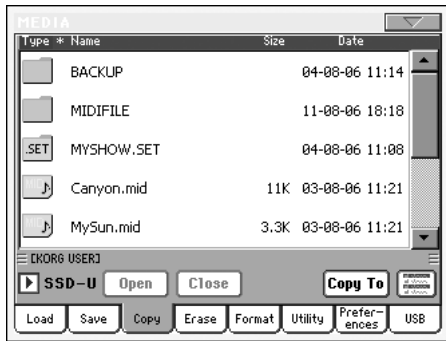 MEDIA
Type * Name Size Date
BACKUP 04-08-06 11:14
MIDIFILE 11-08-06 18:18
.SET MYSHOW.SET 04-08-06 11:08
Canyon.mid 11K 03-08-06 11:21
MySun.mid 3.3K 03-08-06 11:21
[KORG USER]
SSD-U Open Close Copy To
Load Save Copy Erase Format Utility Prefer-ences USB